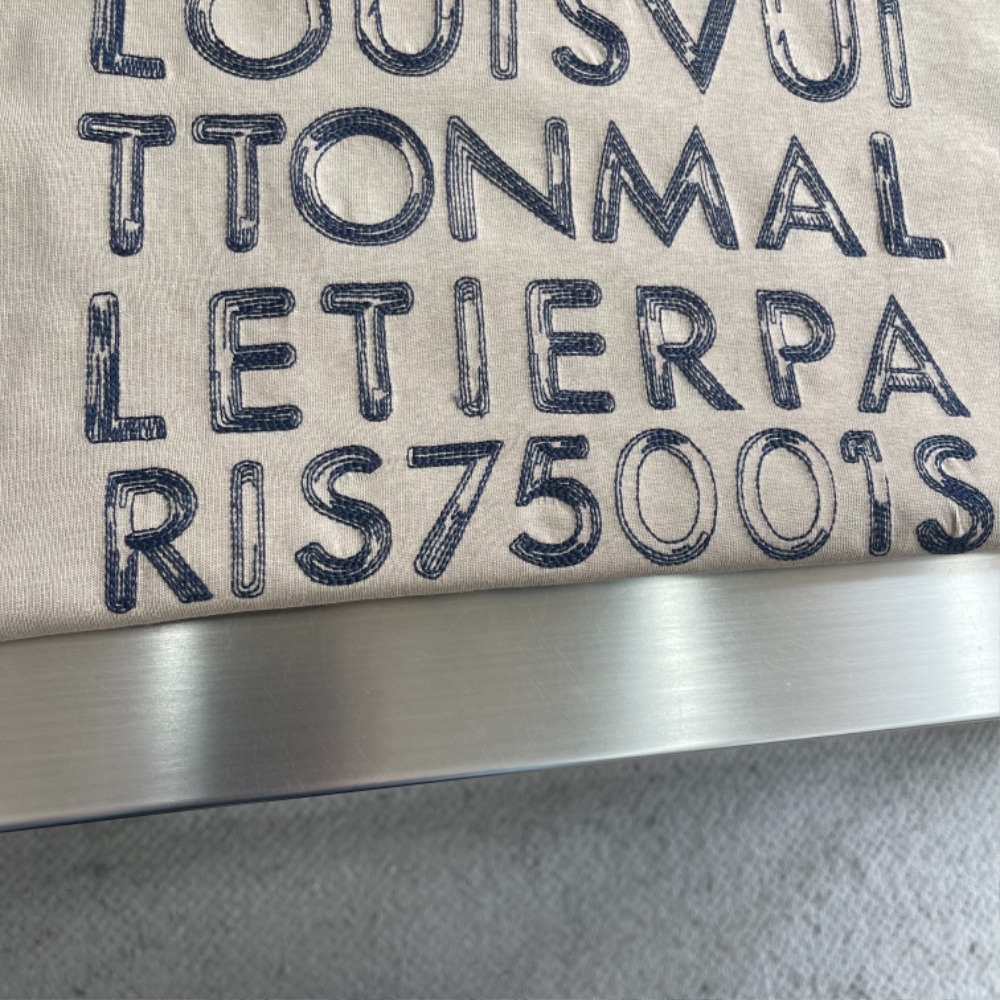 LOUISVUI
TTONMAL
LETIERPA
RIS75001S